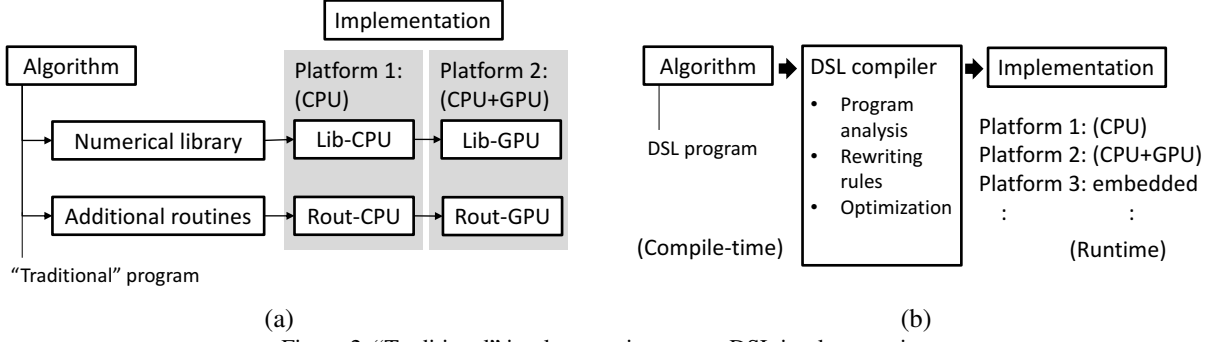 Implementation
Algorithm
Platform 1:
(CPU)
Platform 2:
(CPU+GPU)
Numerical library
Lib-CPU
Lib-GPU
Additional routines
Rout-CPU
Rout-GPU
“Traditional” program
(a)
Algorithm
DSL program
(Compile-time)
DSL compiler
• Program
analysis
• Rewriting
rules
• Optimization
Implementation
Platform 1: (CPU)
Platform 2: (CPU+GPU)
Platform 3: embedded
: :
(Runtime)
(b)